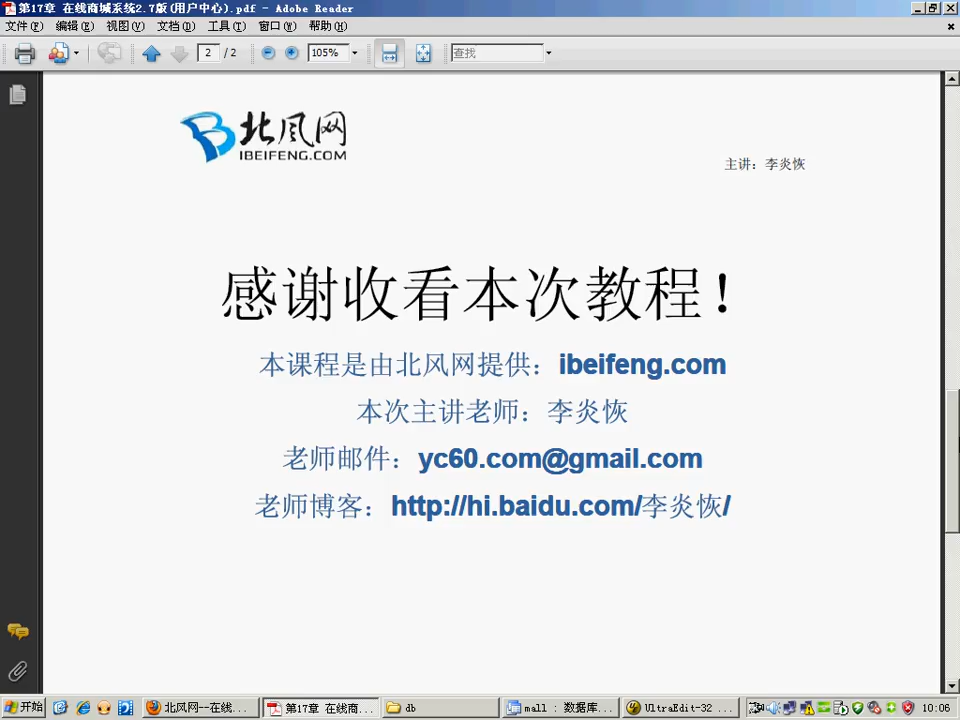 第17章 在线商城系统2.7版(用户中心).pdf - Adobe Reader
文件(F) 编辑(E) 视图(V) 文档(D) 工具(T) 窗口(W) 帮助(H)
2 / 2 105% 查找
北风网
IBEIFENG.COM
主讲：李炎恢
感谢收看本次教程！
本课程是由北风网提供：ibeifeng.com
本次主讲老师：李炎恢
老师邮件：yc60.com@gmail.com
老师博客：http://hi.baidu.com/李炎恢/
开始 北风网--在线... 第17章 在线商... db mall : 数据库... UltraEdit-32 ... 10:06